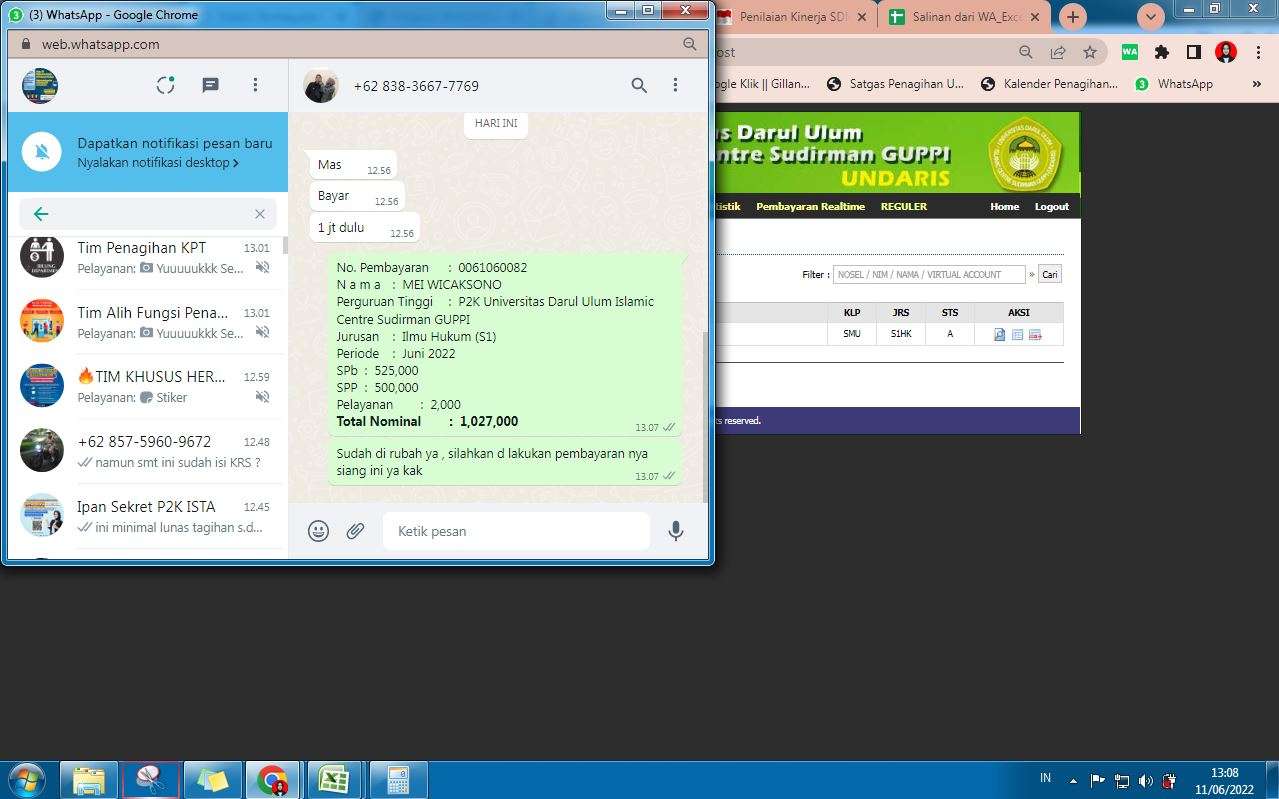 (3) WhatsApp - Google Chrome
web.whatsapp.com
Dapatkan notifikasi pesan baru
Nyalakan notifikasi desktop >
Tim Penagihan KPT 13.01
Pelayanan: Yuuuuukkk Se...
Tim Alih Fungsi Pena... 13.01
Pelayanan: Yuuuuukkk Se...
🔥TIM KHUSUS HER... 12.59
Pelayanan: Stiker
+62 857-5960-9672 12.48
namun smt ini sudah isi KRS ?
Ipan Sekret P2K ISTA 12.45
ini minimal lunas tagihan s.d...
+62 838-3667-7769
HARI INI
Mas 12.56
Bayar 12.56
1 jt dulu 12.56
No. Pembayaran : 0061060082
N a m a : MEI WICAKSONO
Perguruan Tinggi : P2K Universitas Darul Ulum Islamic
Centre Sudirman GUPPI
Jurusan : Ilmu Hukum (S1)
Periode : Juni 2022
SPb : 525,000
SPP : 500,000
Pelayanan : 2,000
Total Nominal : 1,027,000
13.07
Sudah di rubah ya , silahkan d lakukan pembayaran nya
siang ini ya kak 13.07
Ketik pesan
Penilaian Kinerja SDI
Salinan dari WA_Exce
ost
WA
ogle Klik || Gillan...
Satgas Penagihan U...
Kalender Penagihan...
3 WhatsApp »
s Darul Ulum
ntre Sudirman GUPPI
UNDARIS
tistik Pembayaran Realtime REGULER Home Logout
Filter : NOSEL / NIM / NAMA / VIRTUAL ACCOUNT » Cari
KLP JRS STS AKSI
SMU S1HK A
ts reserved.
IN
13:08
11/06/2022